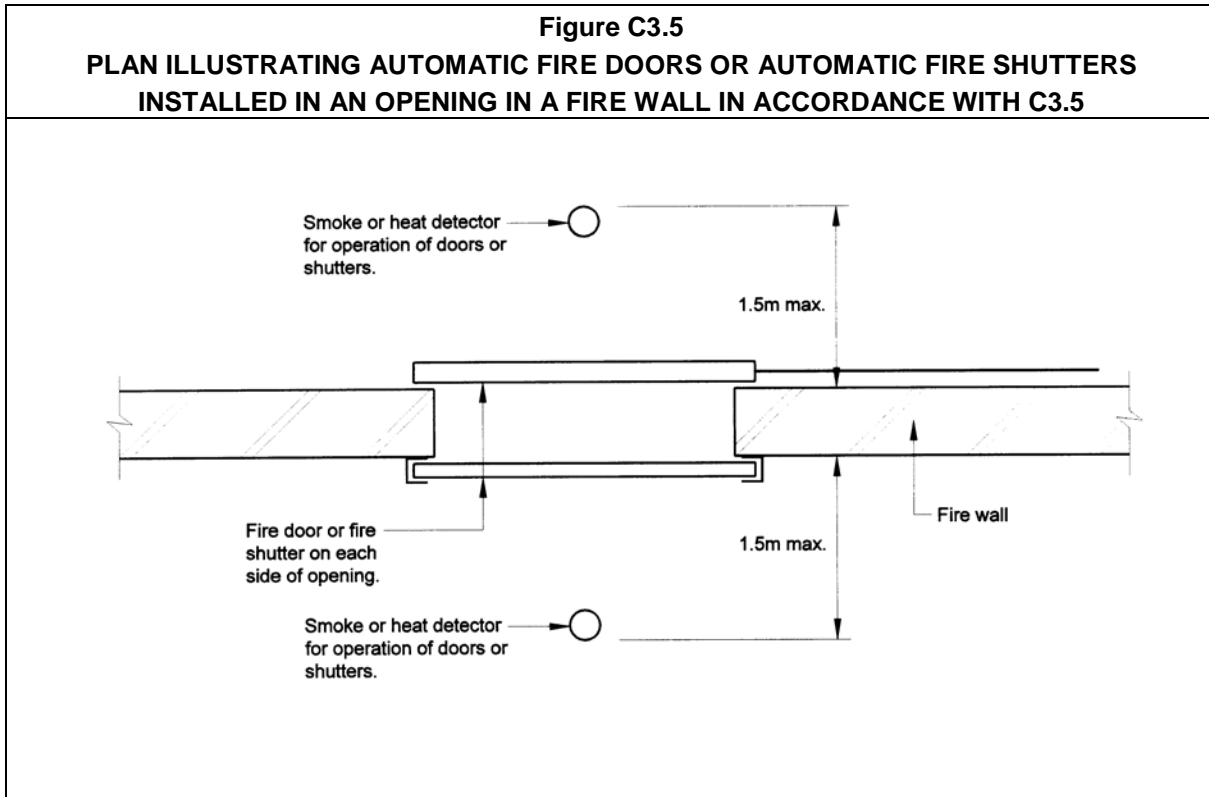 Figure C3.5
PLAN ILLUSTRATING AUTOMATIC FIRE DOORS OR AUTOMATIC FIRE SHUTTERS
INSTALLED IN AN OPENING IN A FIRE WALL IN ACCORDANCE WITH C3.5
Smoke or heat detector
for operation of doors or
shutters.
1.5m max.
Fire wall
Fire door or fire
shutter on each
side of opening.
1.5m max.
Smoke or heat detector
for operation of doors or
shutters.